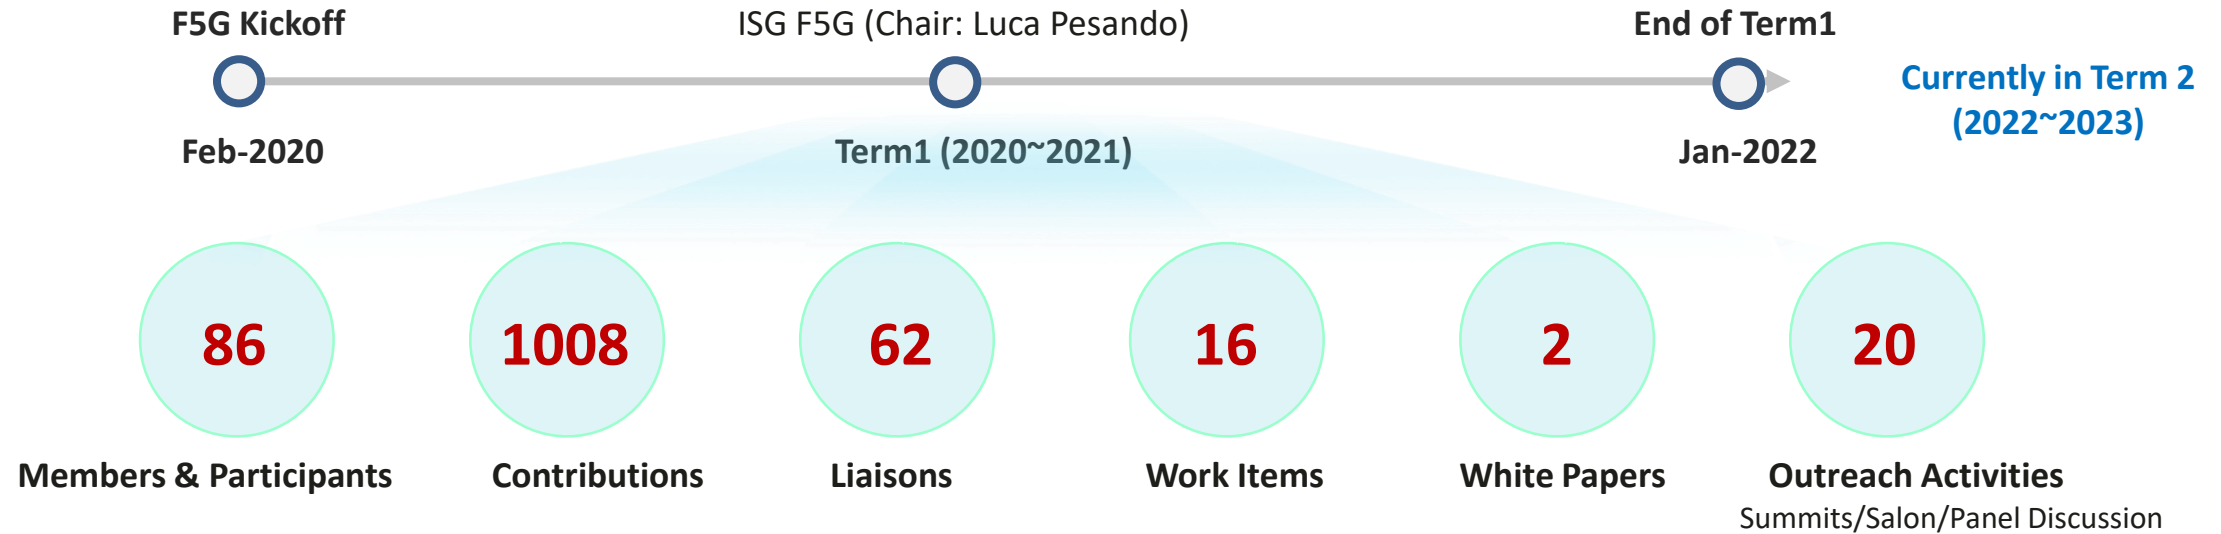 F5G Kickoff
ISG F5G (Chair: Luca Pesando)
End of Term1
Currently in Term 2
(2022~2023)
Feb-2020
Term1 (2020~2021)
Jan-2022
86
1008
62
16
2
20
Members & Participants
Contributions
Liaisons
Work Items
White Papers
Outreach Activities
Summits/Salon/Panel Discussion